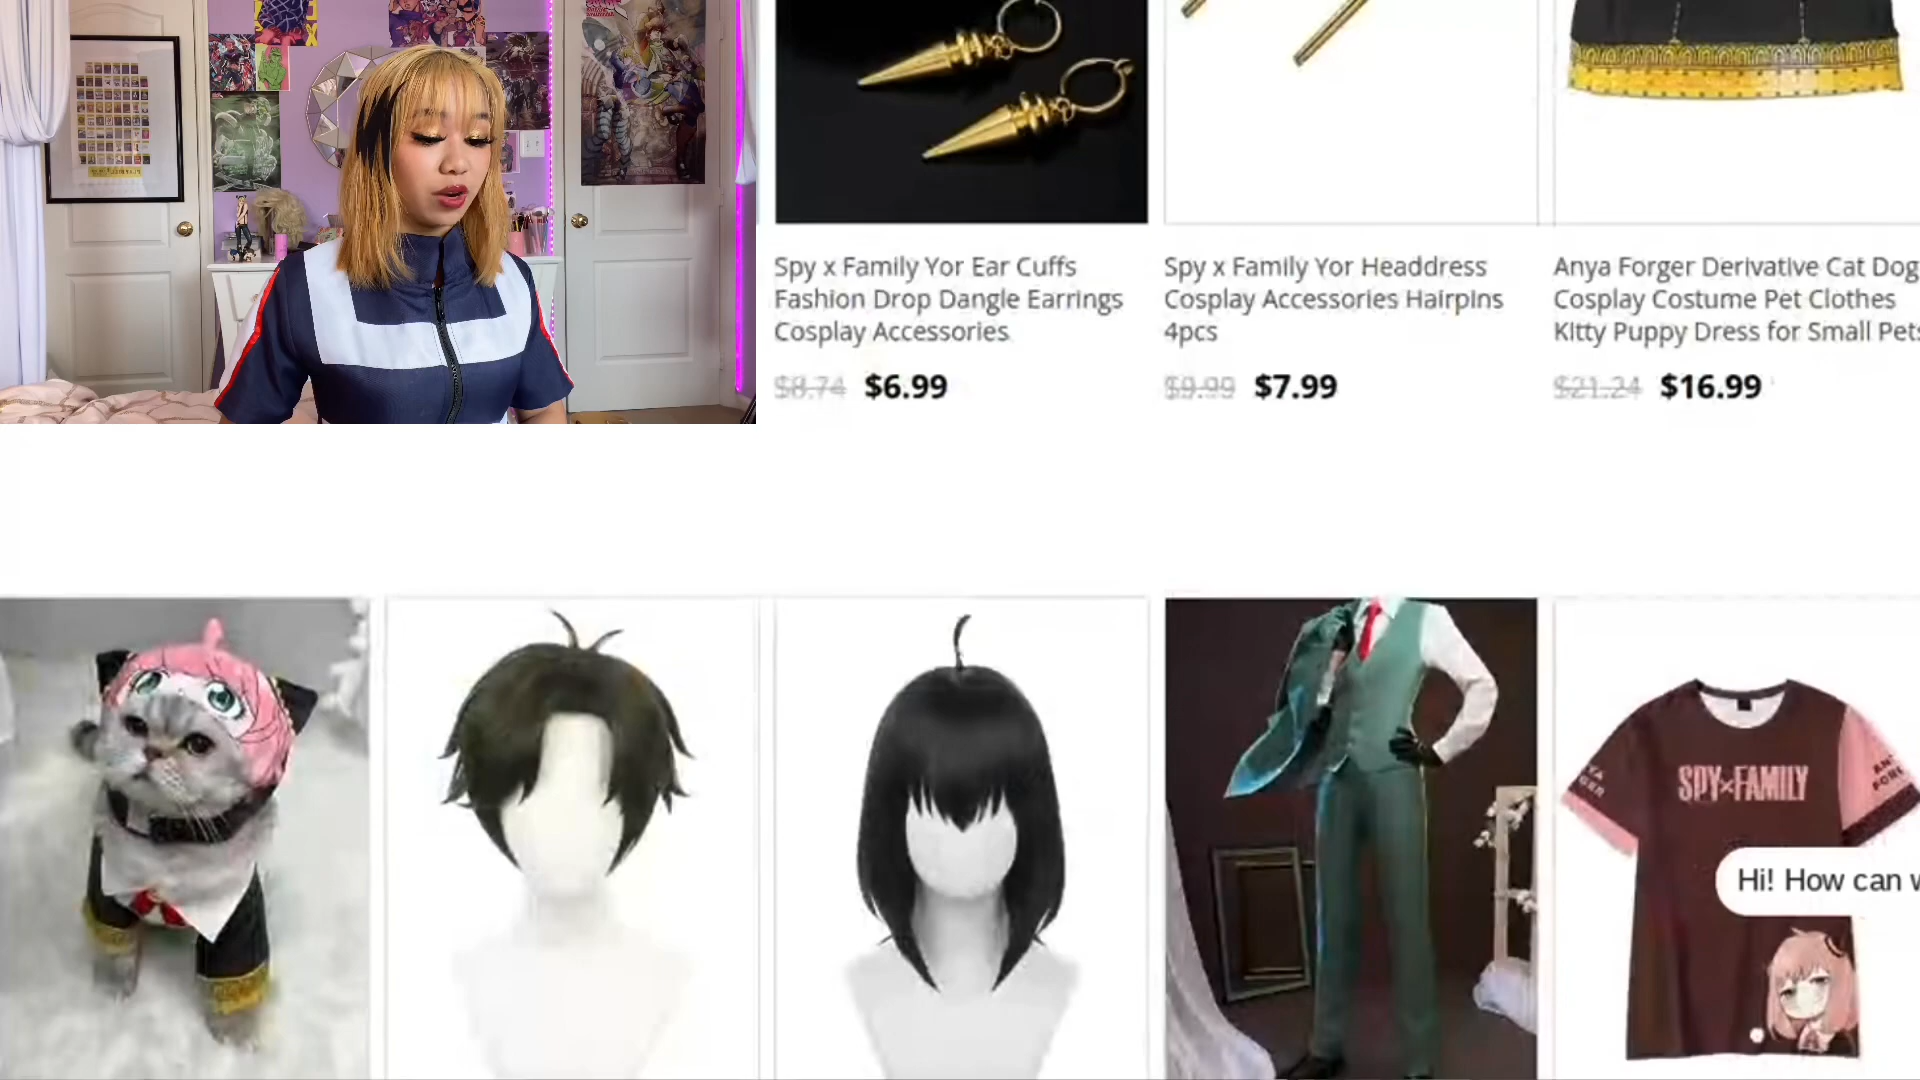 Spy x Family Yor Ear Cuffs
Fashion Drop Dangle Earrings
Cosplay Accessories
$8.74 $6.99
Spy x Family Yor Headdress
Cosplay Accessories Hairpins
4pcs
$9.99 $7.99
Anya Forger Derivative Cat Dog
Cosplay Costume Pet Clothes
Kitty Puppy Dress for Small Pets
$21.24 $16.99
SPY×FAMILY
Hi! How can w